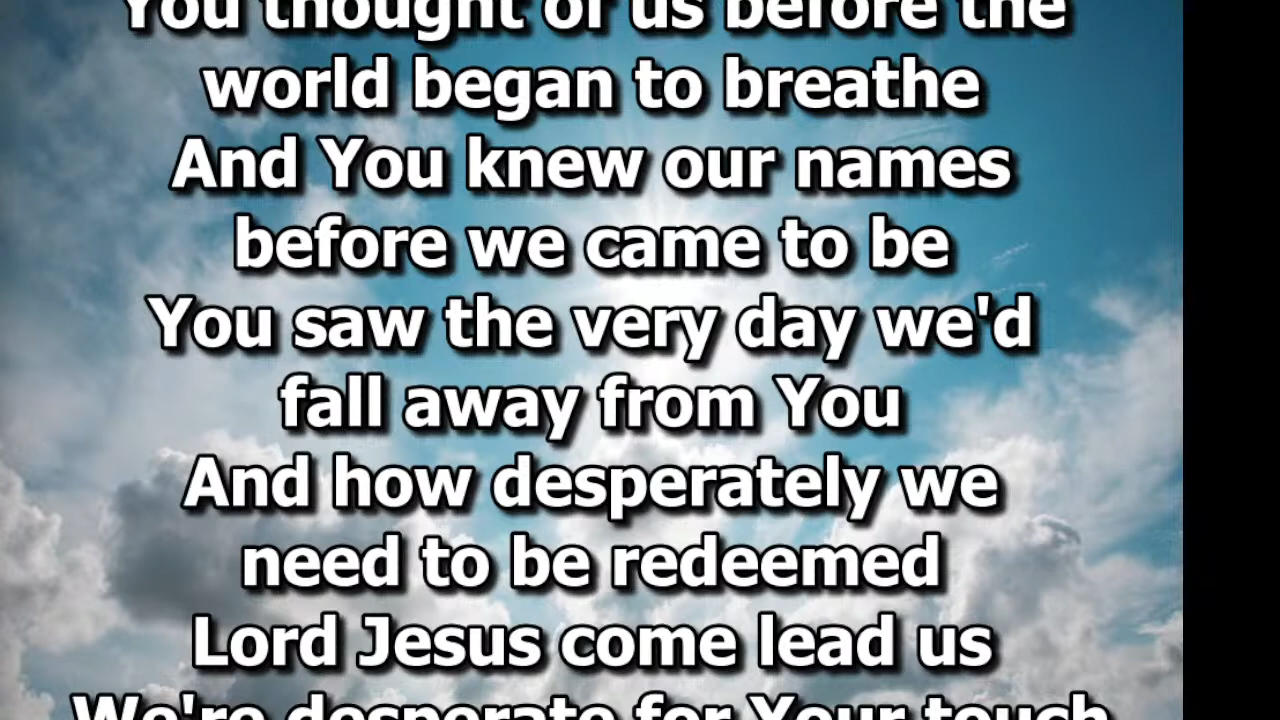 You thought of us before the
world began to breathe
And You knew our names
before we came to be
You saw the very day we'd
fall away from You
And how desperately we
need to be redeemed
Lord Jesus come lead us
We're desperate for Your touch